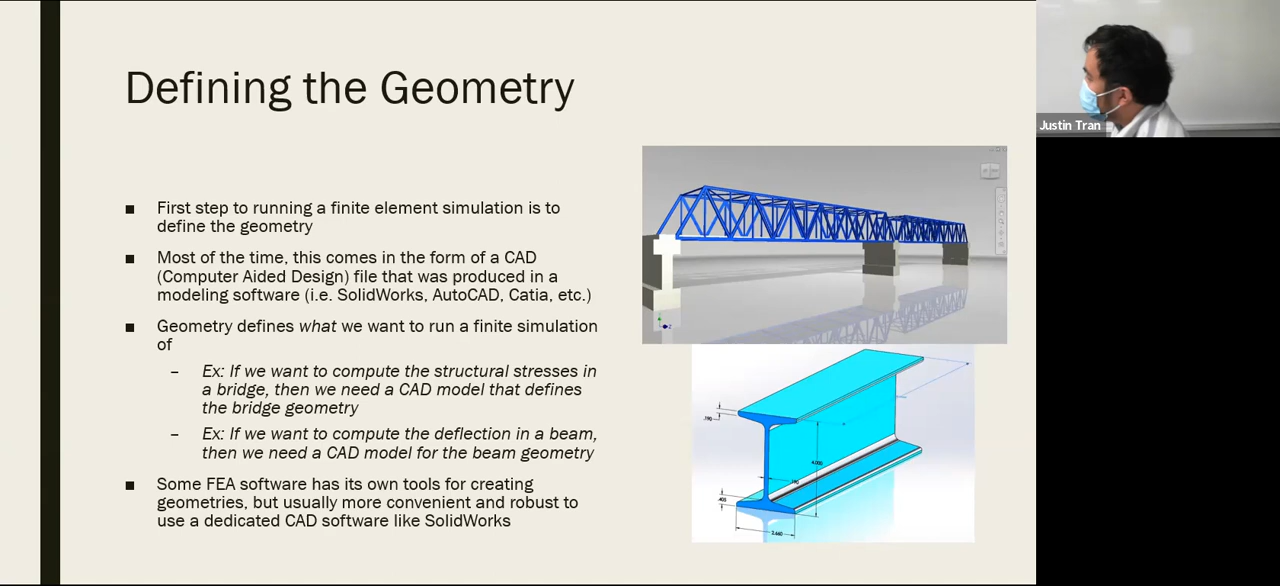 Defining the Geometry
Justin Tran
■ First step to running a finite element simulation is to
define the geometry
■ Most of the time, this comes in the form of a CAD
(Computer Aided Design) file that was produced in a
modeling software (i.e. SolidWorks, AutoCAD, Catia, etc.)
■ Geometry defines what we want to run a finite simulation
of
– Ex: If we want to compute the structural stresses in
a bridge, then we need a CAD model that defines
the bridge geometry
– Ex: If we want to compute the deflection in a beam,
then we need a CAD model for the beam geometry
■ Some FEA software has its own tools for creating
geometries, but usually more convenient and robust to
use a dedicated CAD software like SolidWorks
.190
4.000
.190
2.660